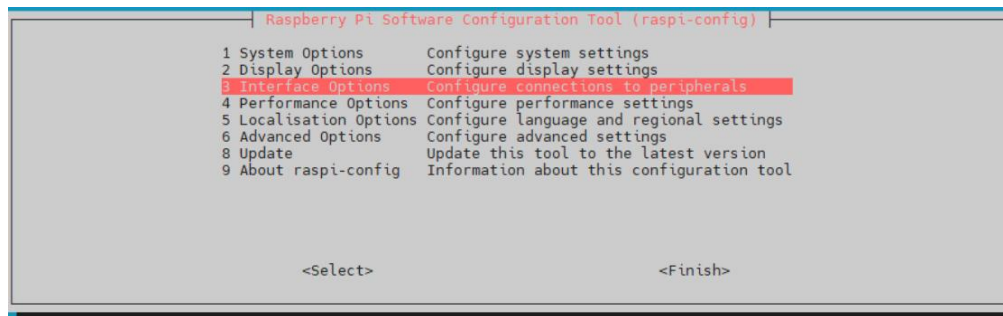 Raspberry Pi Software Configuration Tool (raspi-config)
1 System Options Configure system settings
2 Display Options Configure display settings
3 Interface Options Configure connections to peripherals
4 Performance Options Configure performance settings
5 Localisation Options Configure language and regional settings
6 Advanced Options Configure advanced settings
8 Update Update this tool to the latest version
9 About raspi-config Information about this configuration tool
<Select> <Finish>